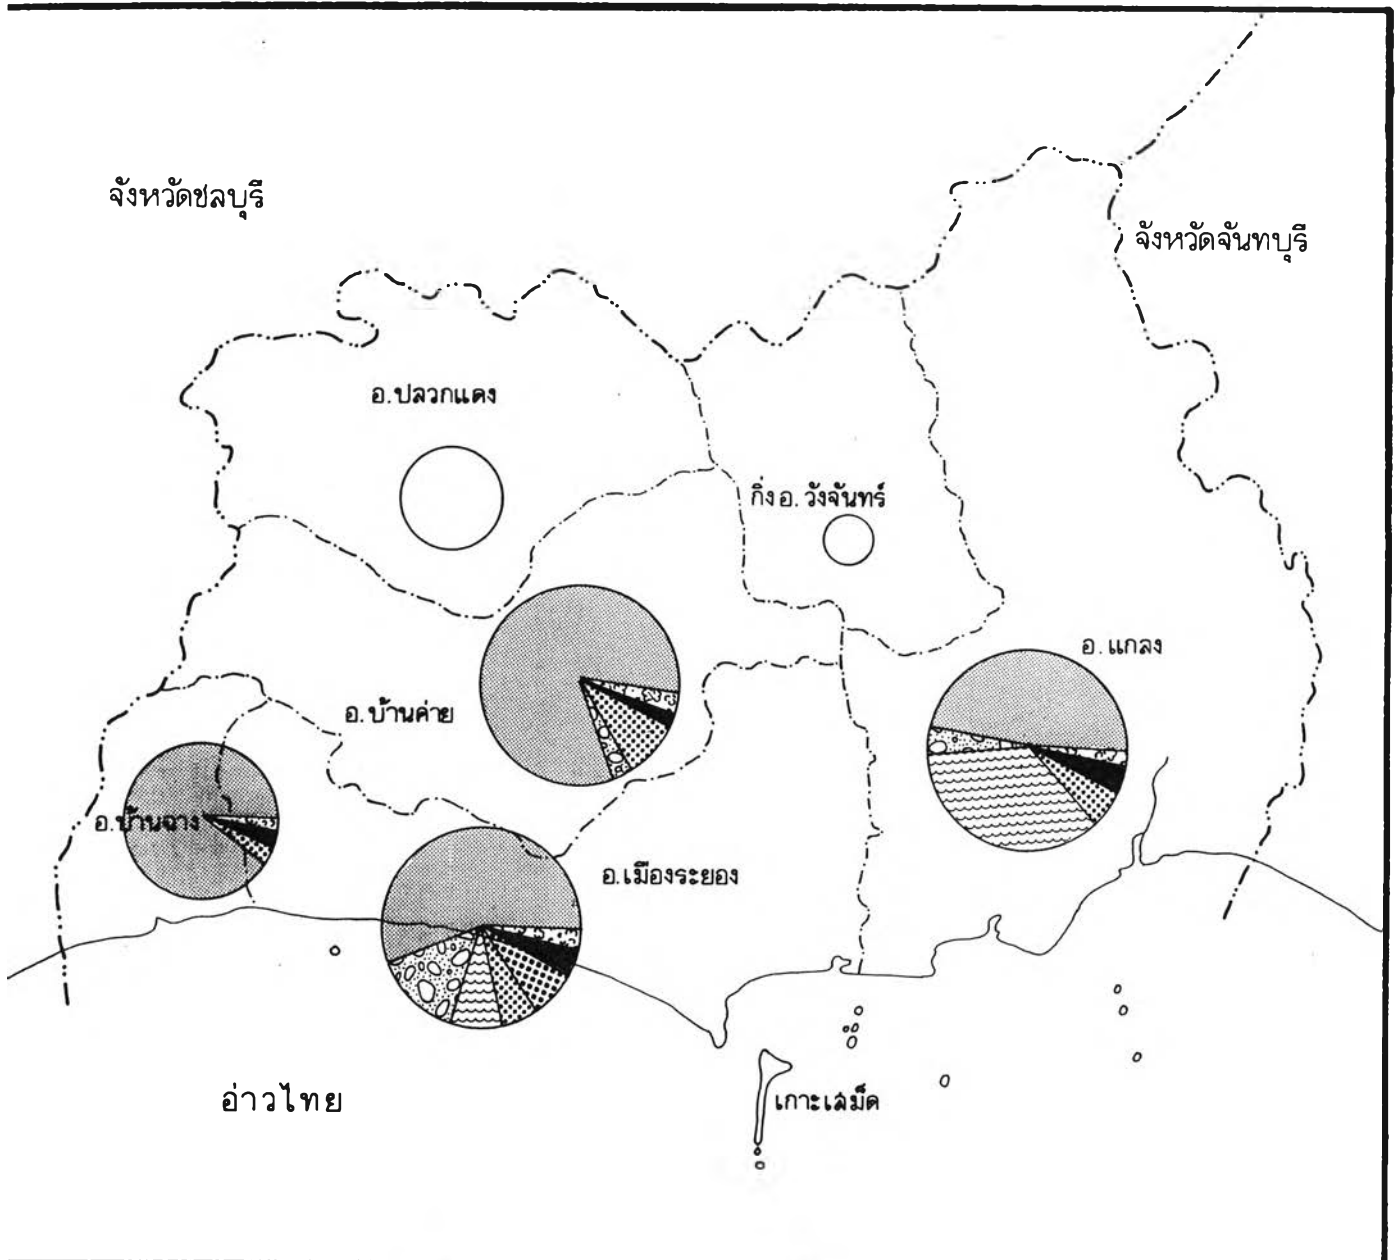 จังหวัดชลบุรี
จังหวัดจันทบุรี
อ.ปลวกแดง
กิ่งอ.วังจันทร์
อ.แกลง
อ.บ้านค่าย
อ.บ้านฉาง
อ.เมืองระยอง
อ่าวไทย
เกาะเสม็ด